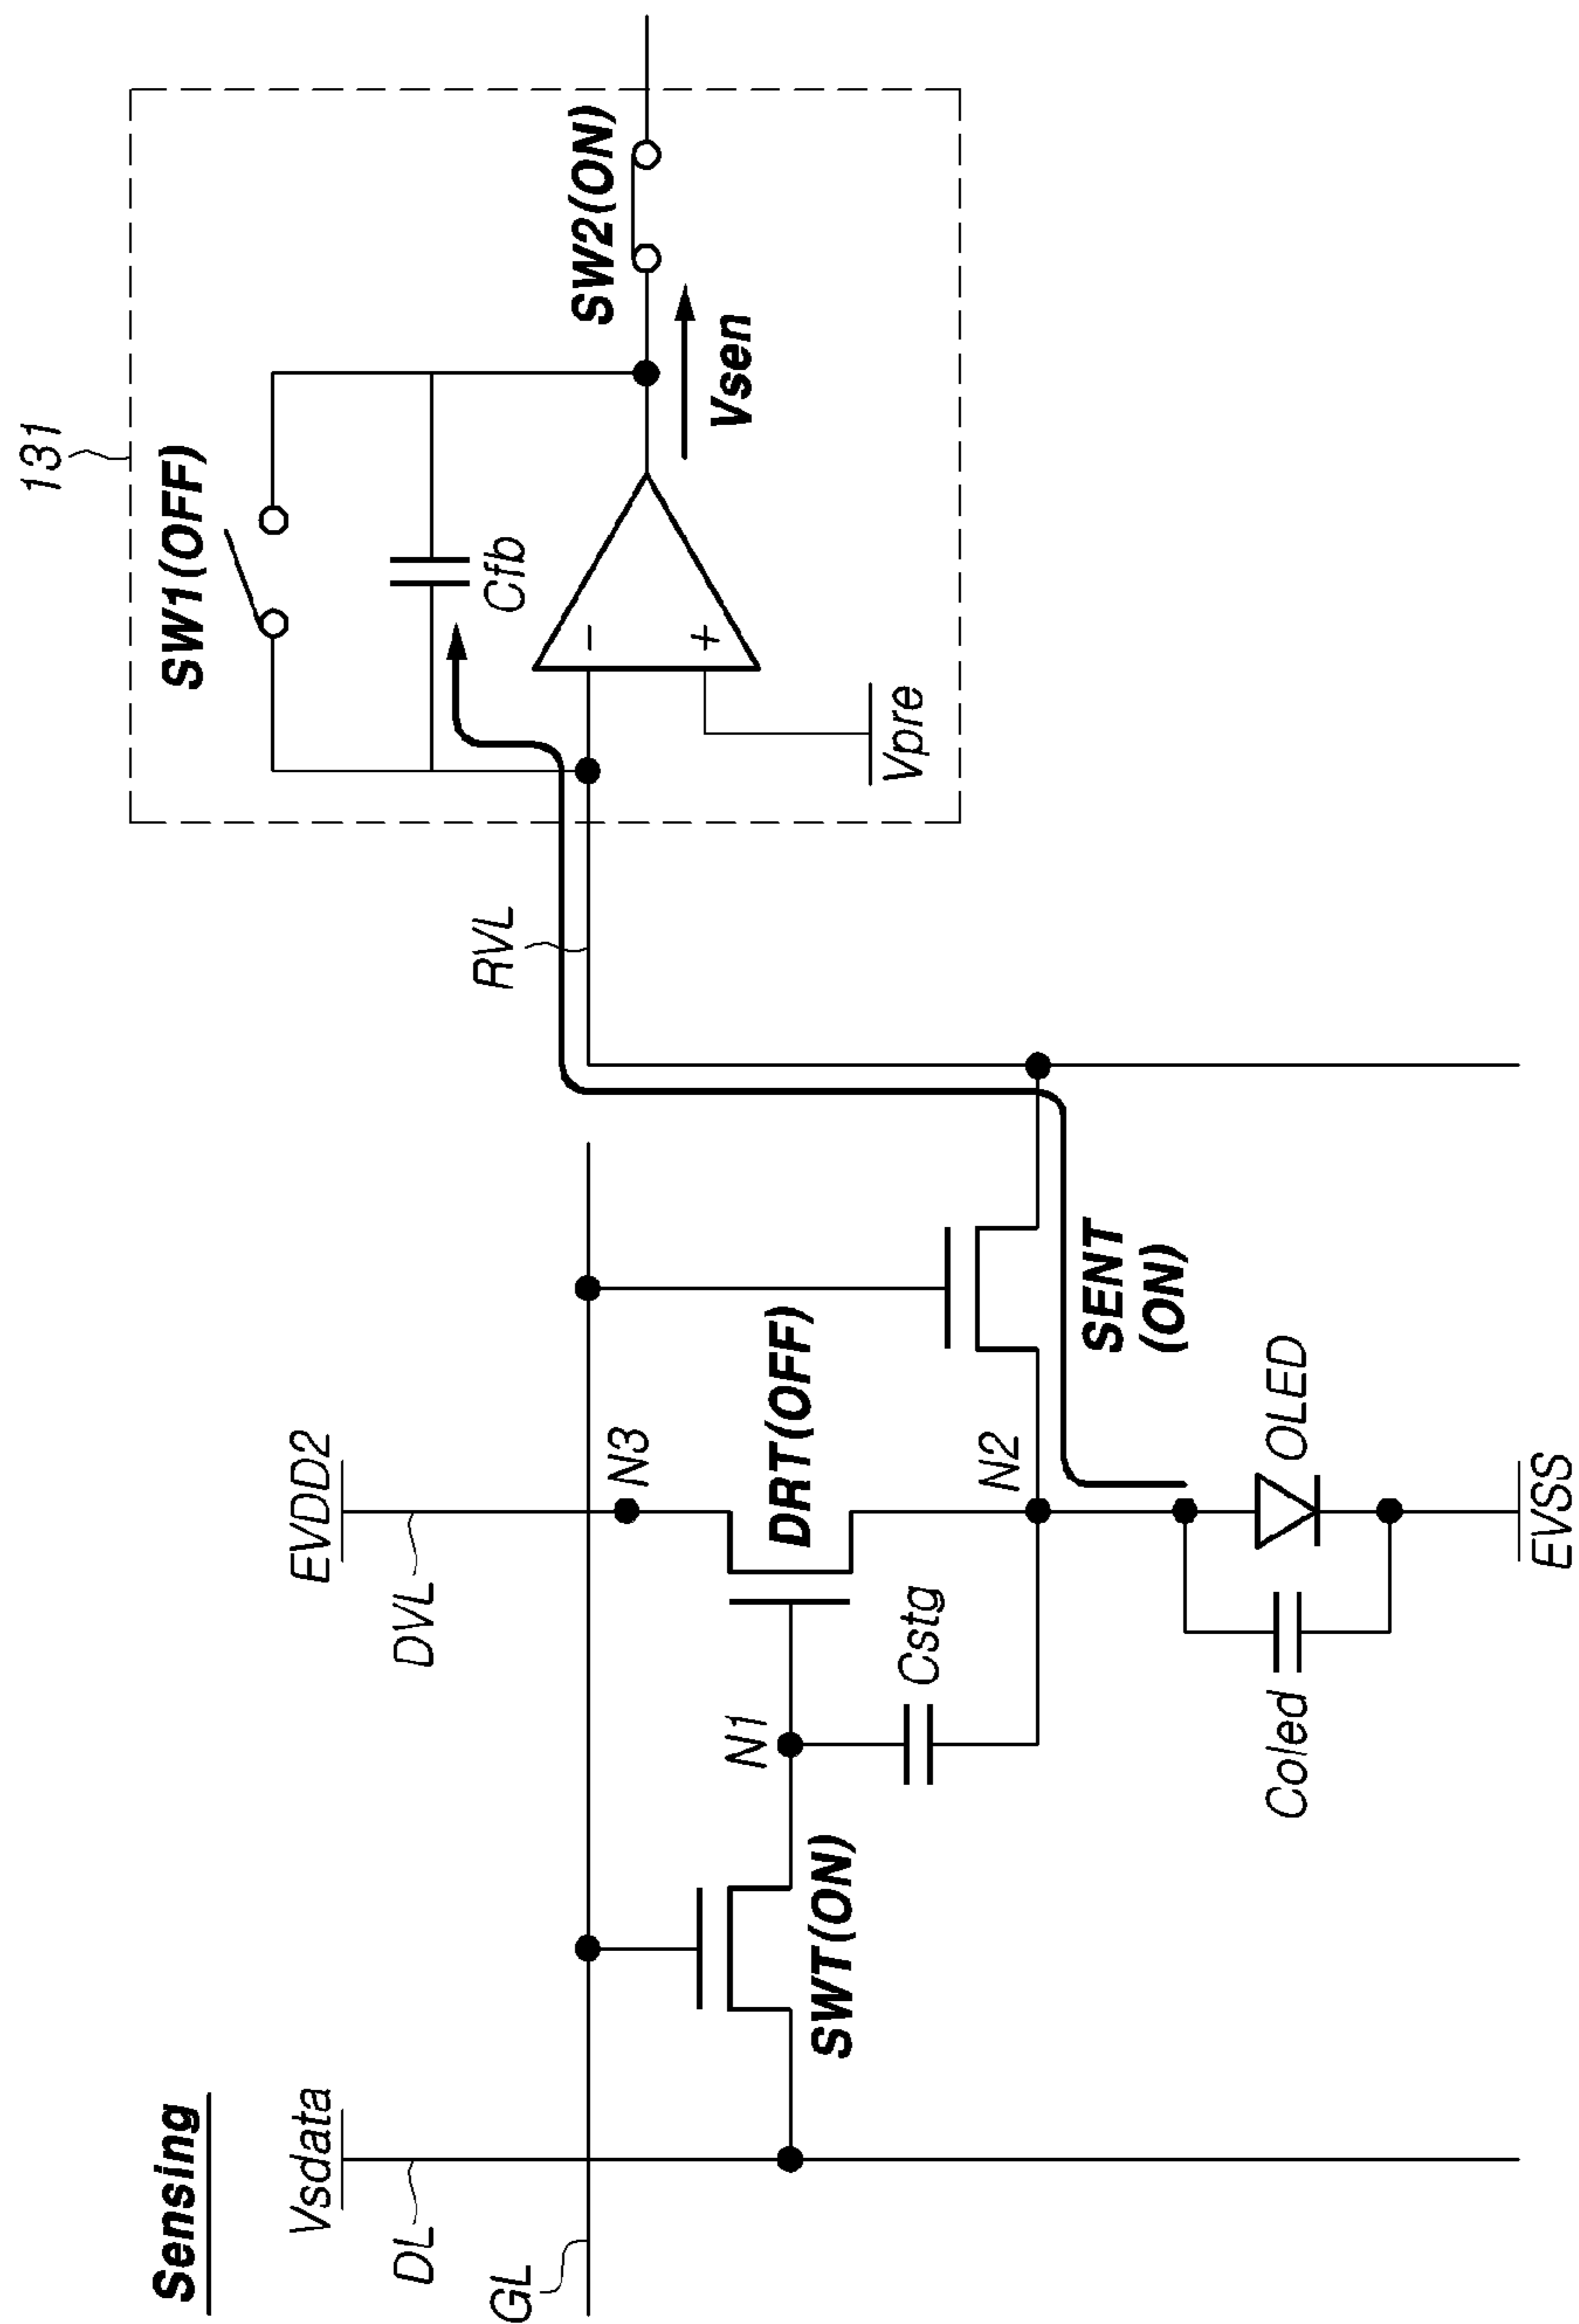 Sensing
131
SW1(OFF)
SW2(ON)
Cfb
Vsen
−
+
Vpre
RVL
Vsdata
EVDD2
DL
DVL
GL
N3
N1
DRT(OFF)
SWT(ON)
Cstg
N2
SENT
(ON)
Coled
OLED
EVSS